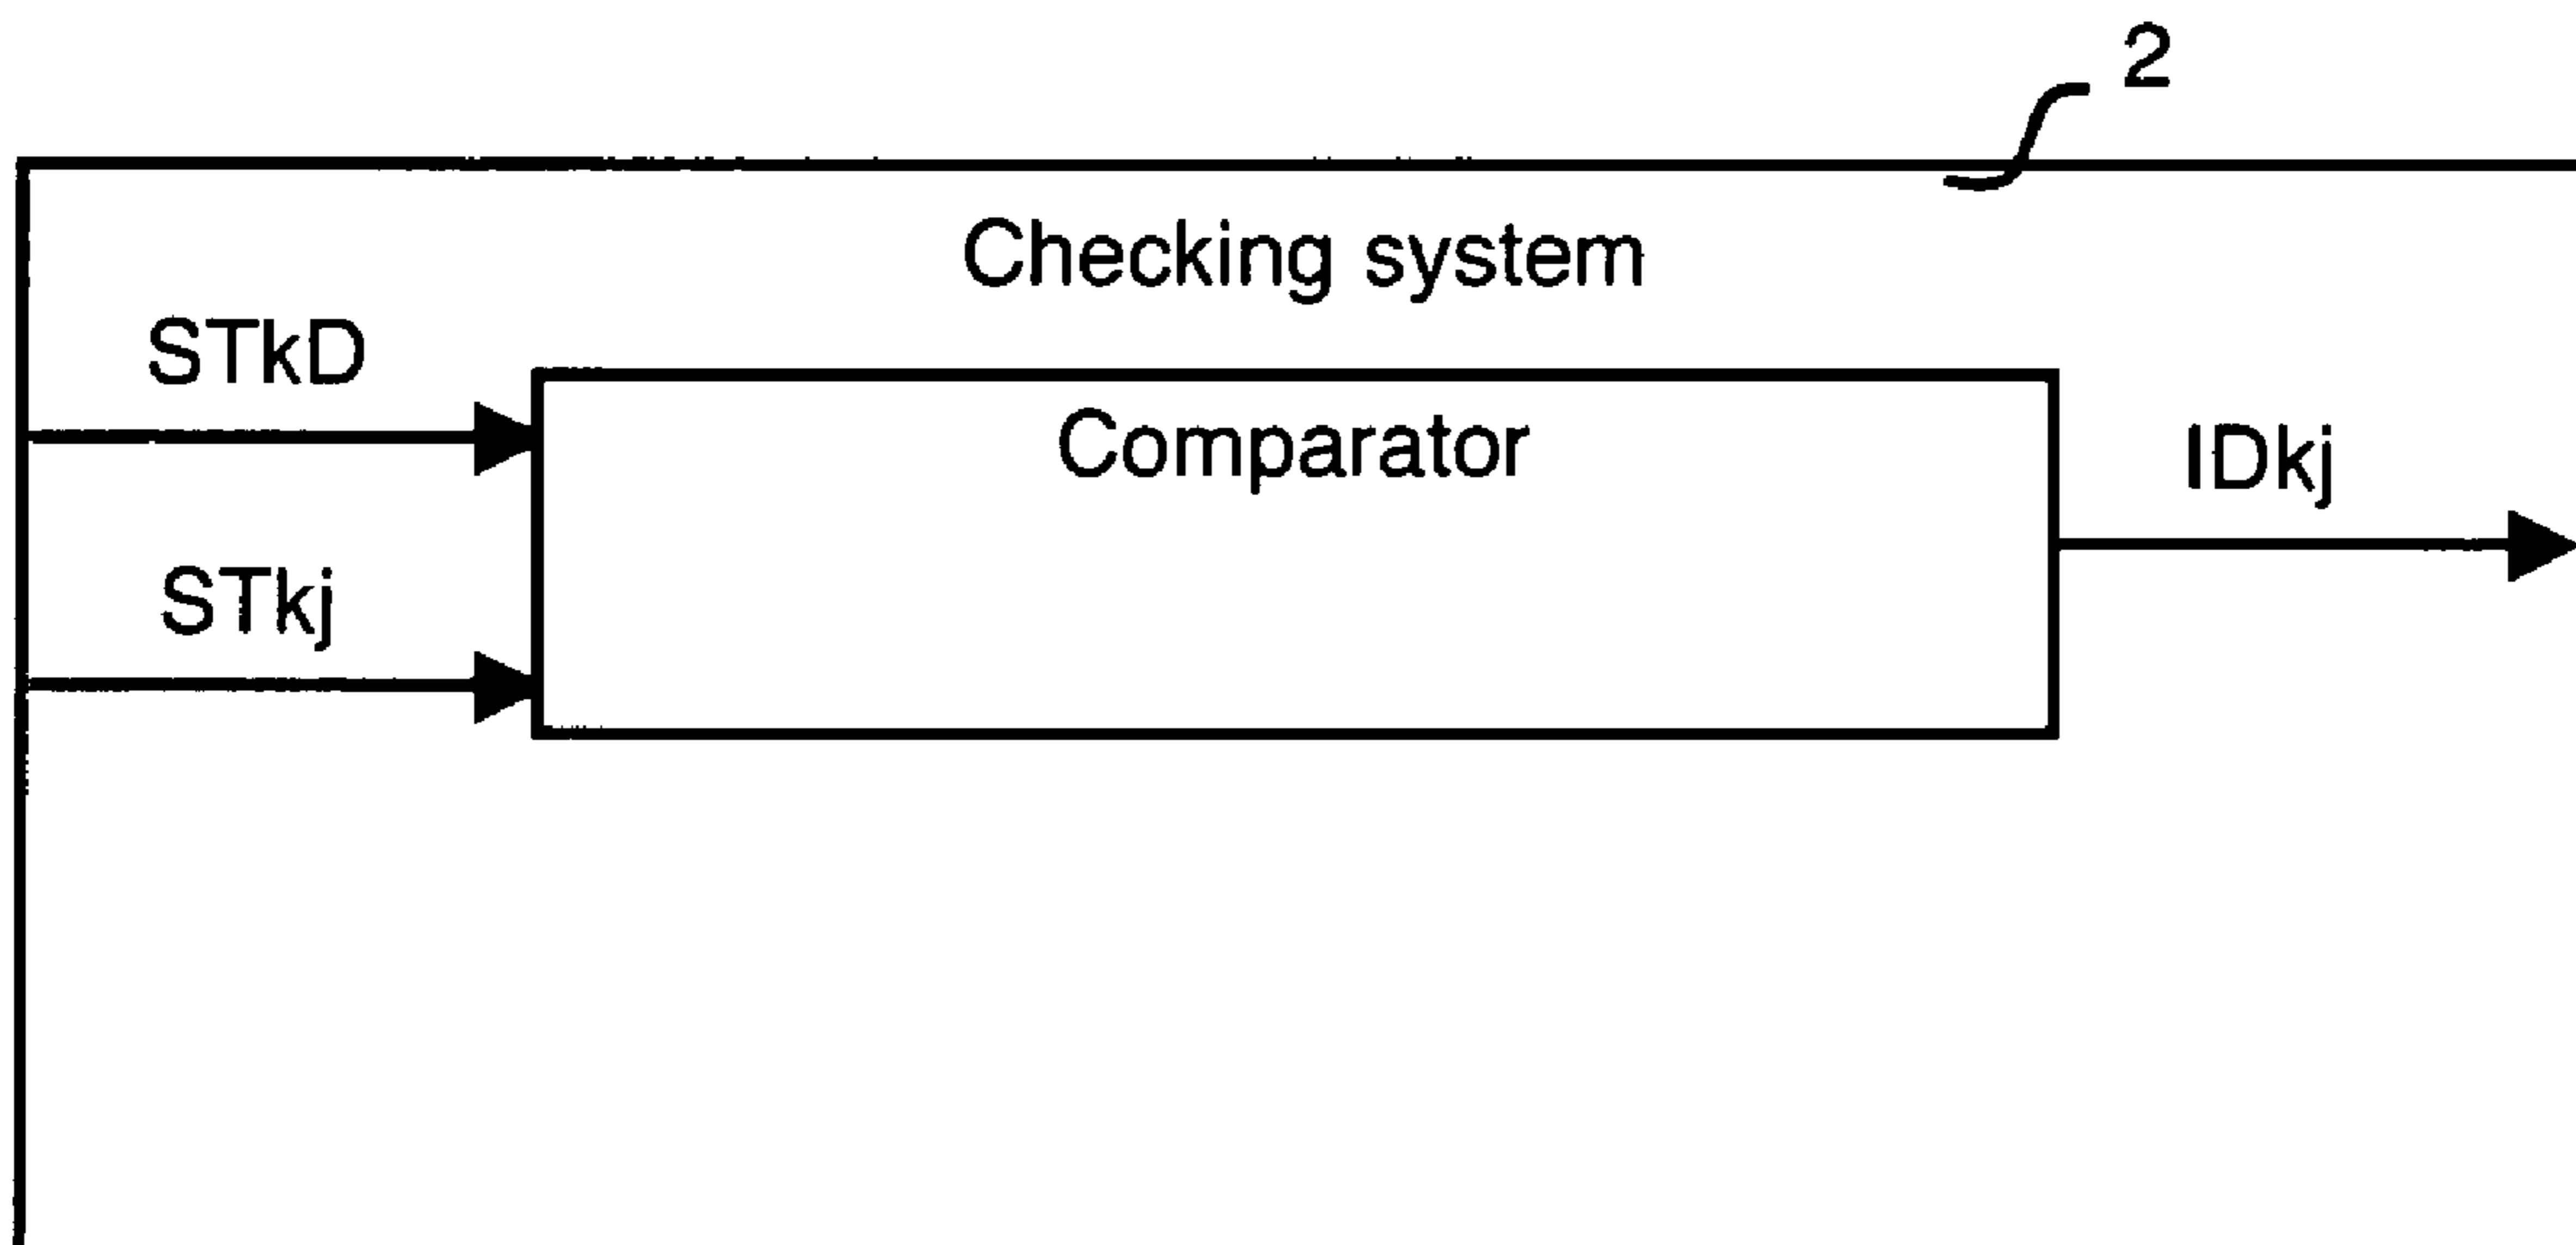 2
Checking system
STkD
Comparator
IDkj
STkj